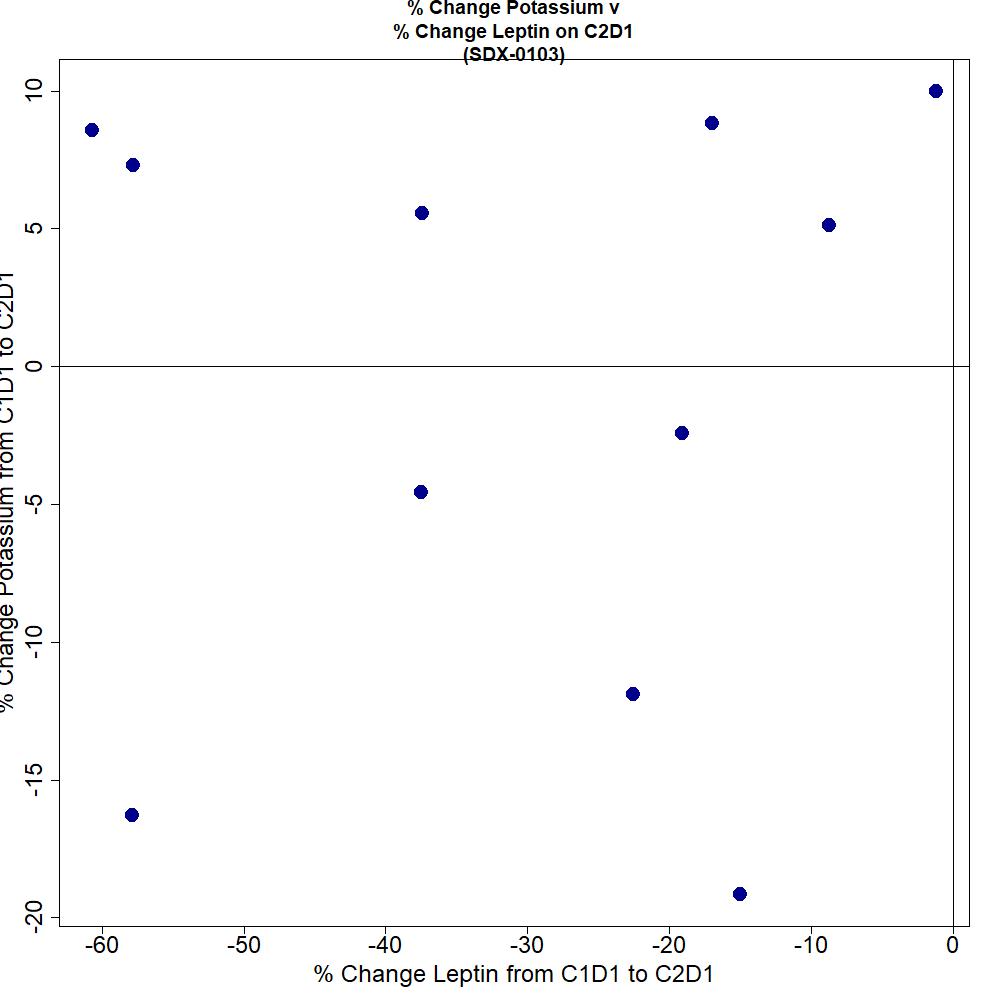 % Change Potassium v
% Change Leptin on C2D1
(SDX-0103)
% Change Potassium from C1D1 to C2D1
10
5
0
-5
-10
-15
-20
-60
-50
-40
-30
-20
-10
0
% Change Leptin from C1D1 to C2D1